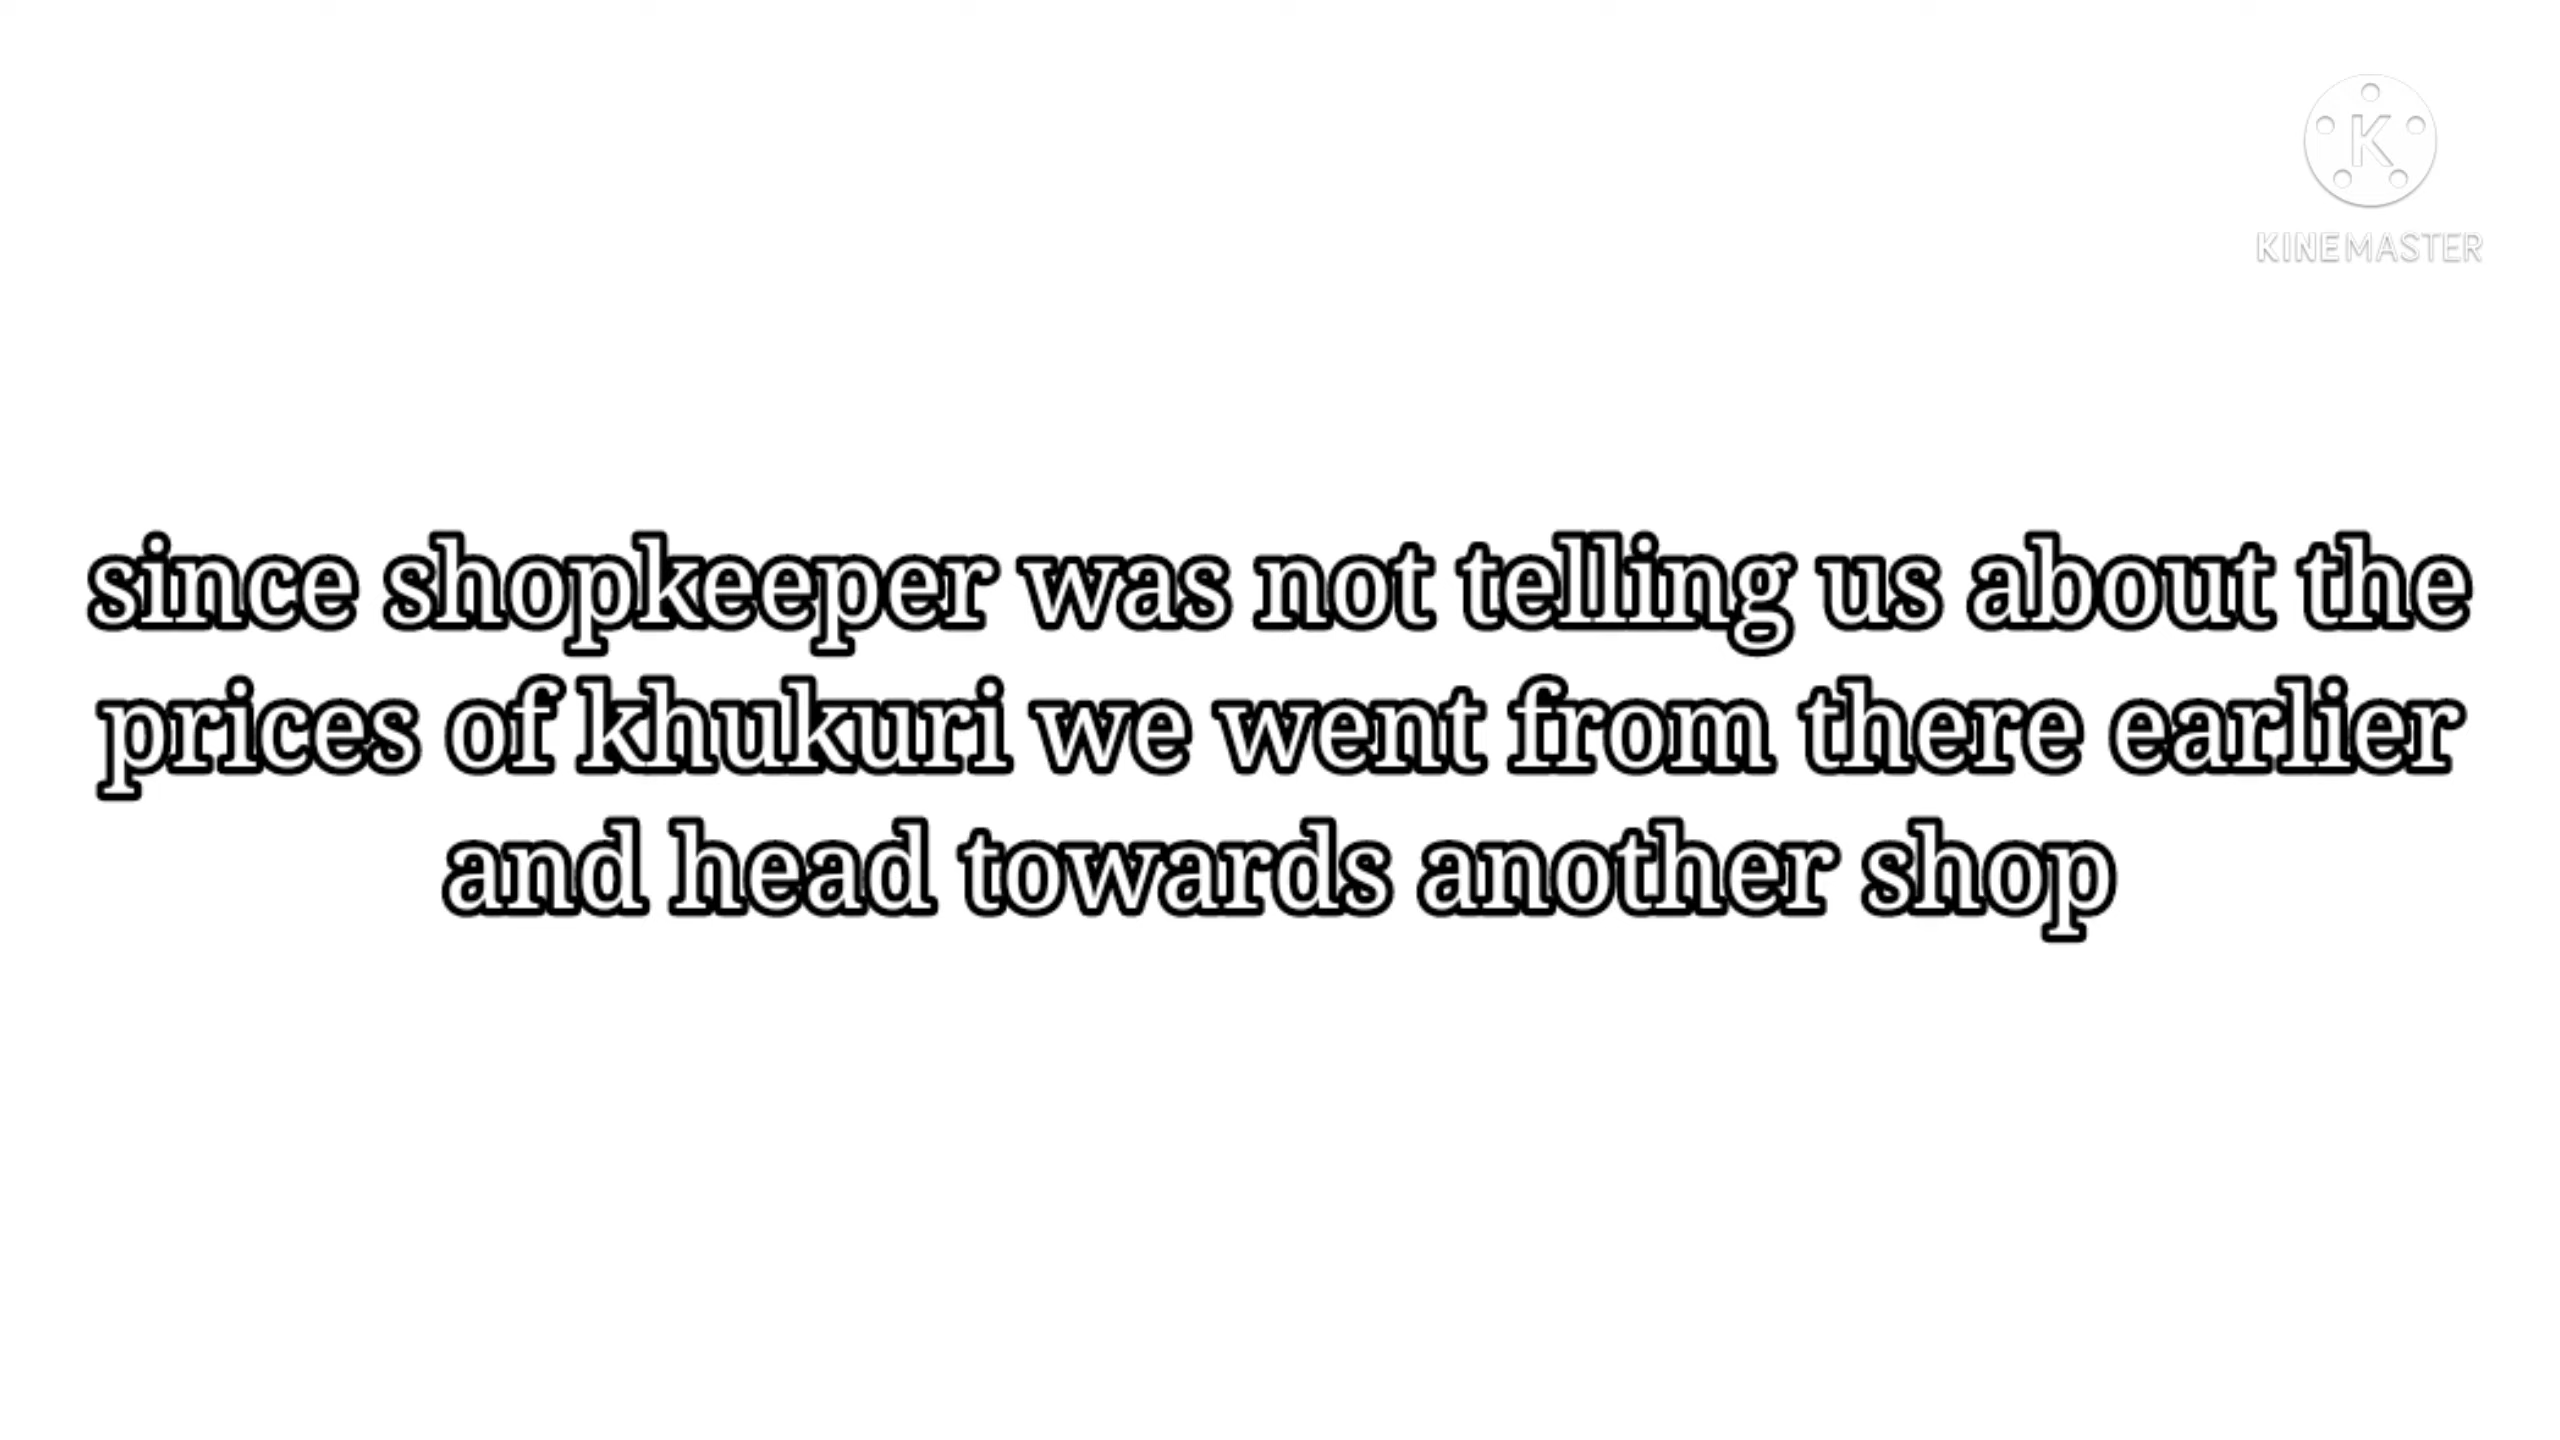 K
KINEMASTER
since shopkeeper was not telling us about the
prices of khukuri we went from there earlier
and head towards another shop